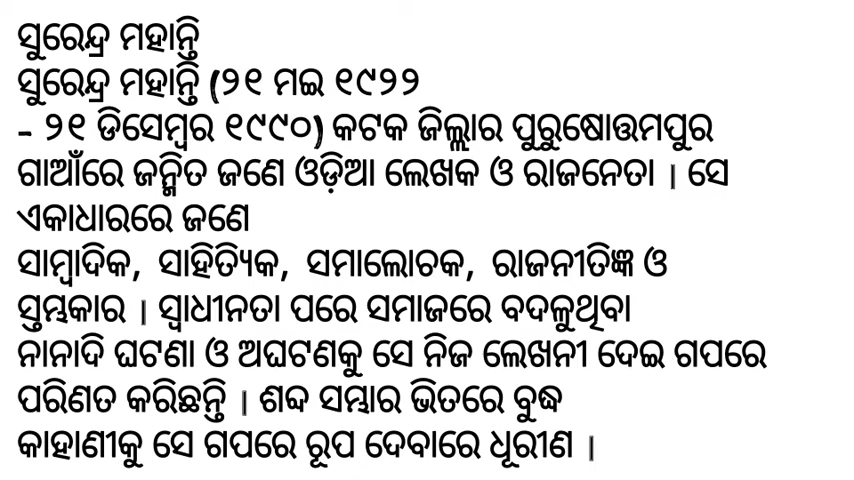 ସୁରେନ୍ଦ୍ର ମହାନ୍ତି
ସୁରେନ୍ଦ୍ର ମହାନ୍ତି (୨୧ ମଇ ୧୯୨୨
- ୨୧ ଡିସେମ୍ବର ୧୯୯୦) କଟକ ଜିଲ୍ଲାର ପୁରୁଷୋତ୍ତମପୁର
ଗାଆଁରେ ଜନ୍ମିତ ଜଣେ ଓଡ଼ିଆ ଲେଖକ ଓ ରାଜନେତା । ସେ
ଏକାଧାରରେ ଜଣେ
ସାମ୍ବାଦିକ, ସାହିତ୍ୟିକ, ସମାଲୋଚକ, ରାଜନୀତିଜ୍ଞ ଓ
ସ୍ତମ୍ଭକାର । ସ୍ୱାଧୀନତା ପରେ ସମାଜରେ ବଦଳୁଥିବା
ନାନାଦି ଘଟଣା ଓ ଅଘଟଣକୁ ସେ ନିଜ ଲେଖନୀ ଦେଇ ଗପରେ
ପରିଣତ କରିଛନ୍ତି । ଶବ୍ଦ ସମ୍ଭାର ଭିତରେ ବୁଦ୍ଧ
କାହାଣୀକୁ ସେ ଗପରେ ରୂପ ଦେବାରେ ଧୂରୀଣ ।